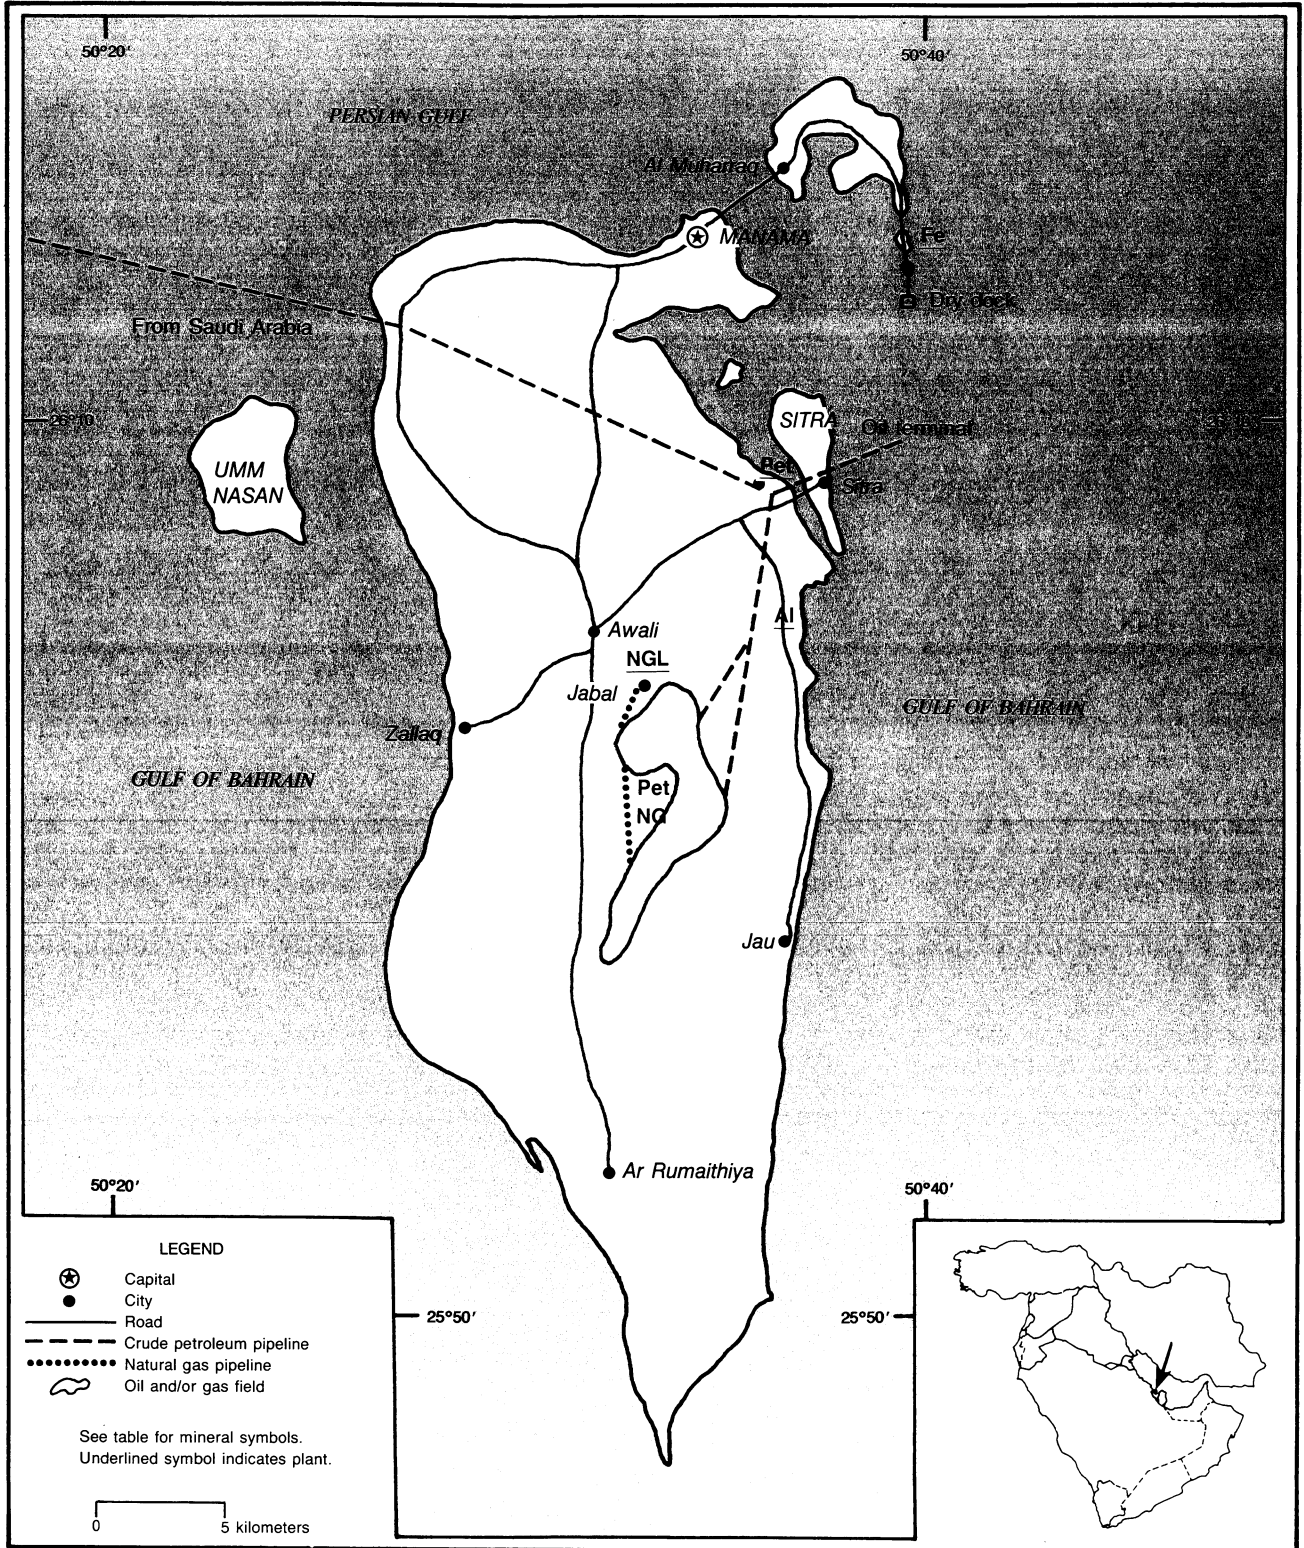 50°20′
50°40′
PERSIAN GULF
Al Muharraq
MANAMA
Fe
Dry dock
From Saudi Arabia
26°10′
SITRA
Oil terminal
UMM
NASAN
Pet
Sitra
Al
Awali
NGL
Jabal
Zallaq
GULF OF BAHRAIN
GULF OF BAHRAIN
Pet
NG
Jau
Ar Rumaithiya
50°20′
50°40′
LEGEND
Capital
City
Road
Crude petroleum pipeline
Natural gas pipeline
Oil and/or gas field
25°50′
25°50′
See table for mineral symbols.
Underlined symbol indicates plant.
0
5 kilometers